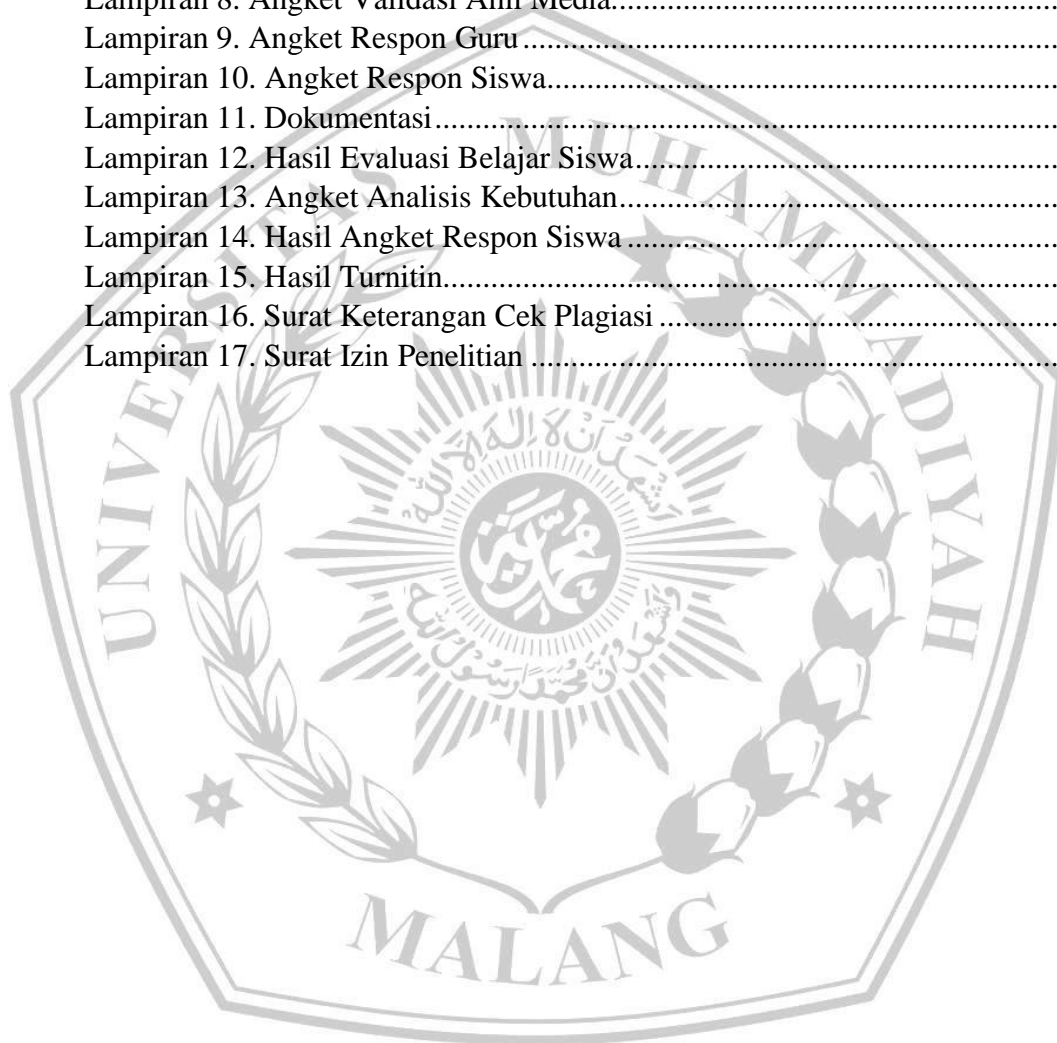 Lampiran 8. Angket Validasi Ahli Media
Lampiran 9. Angket Respon Guru
Lampiran 10. Angket Respon Siswa
Lampiran 11. Dokumentasi
Lampiran 12. Hasil Evaluasi Belajar Siswa
Lampiran 13. Angket Analisis Kebutuhan
Lampiran 14. Hasil Angket Respon Siswa
Lampiran 15. Hasil Turnitin
Lampiran 16. Surat Keterangan Cek Plagiasi
Lampiran 17. Surat Izin Penelitian
UNIVERSITAS MUHAMMADIYAH
MALANG